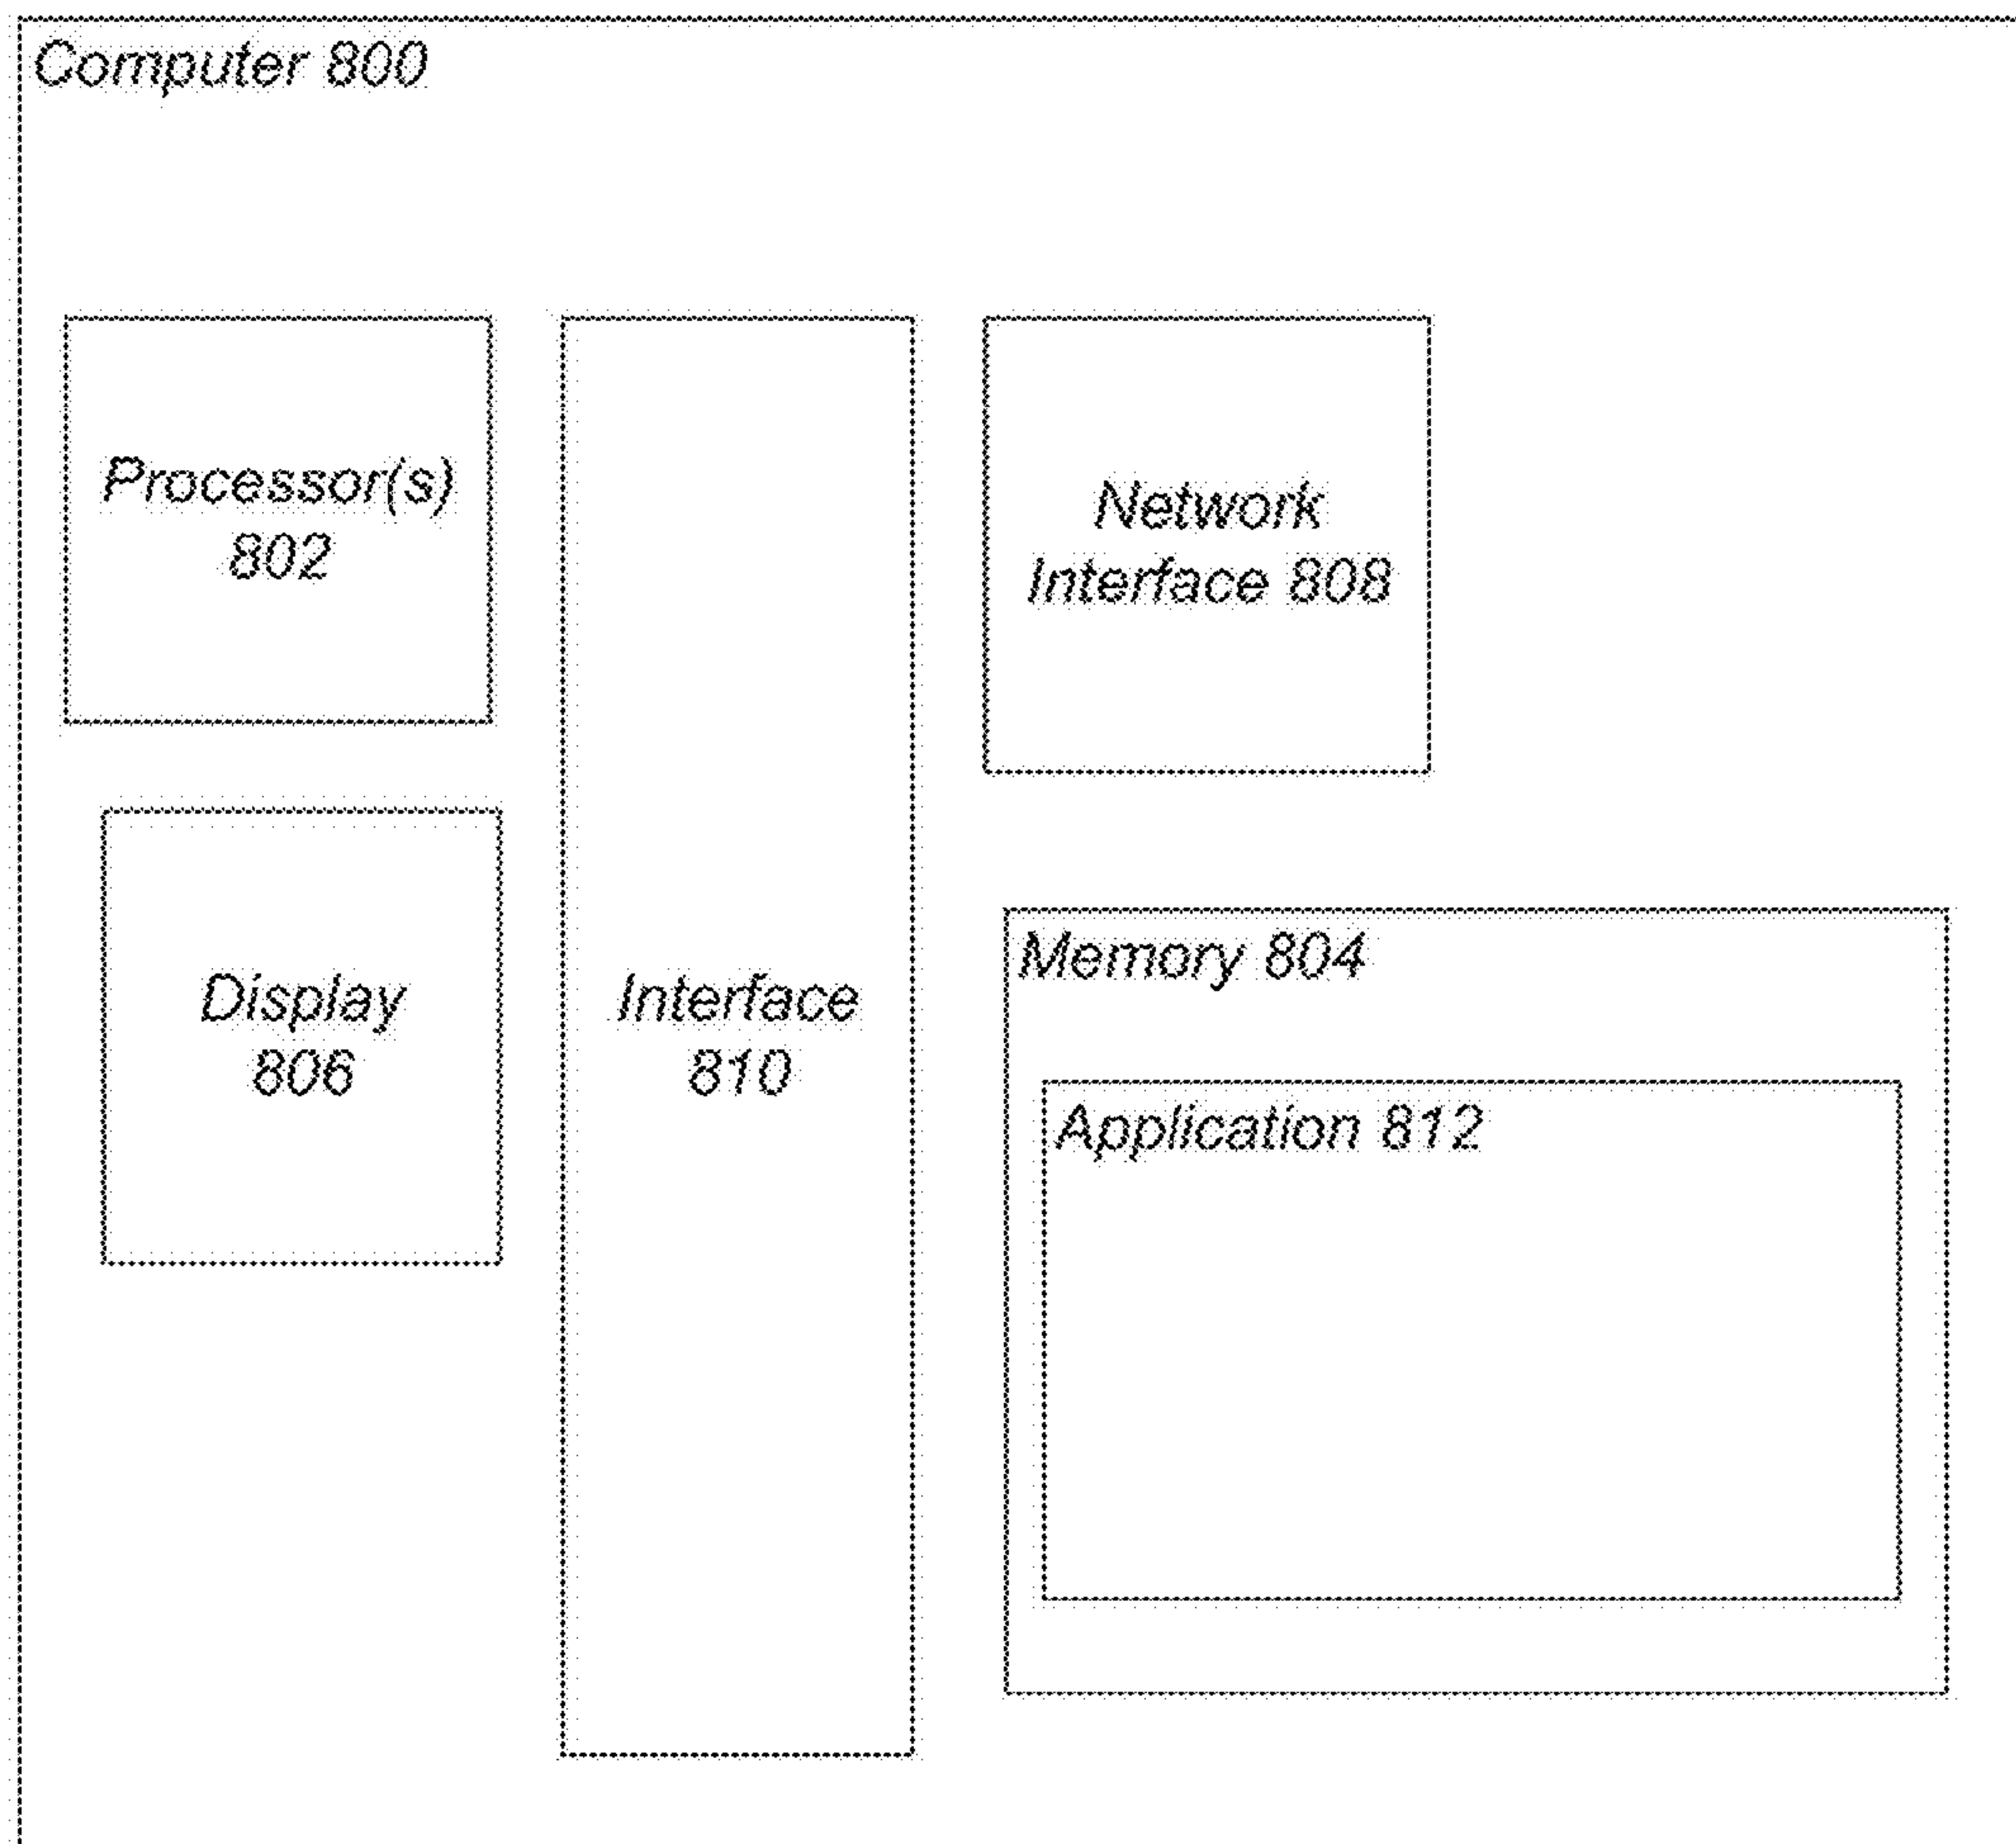 Computer 800
Processor(s)
802
Network
Interface 808
Display
806
Interface
810
Memory 804
Application 812